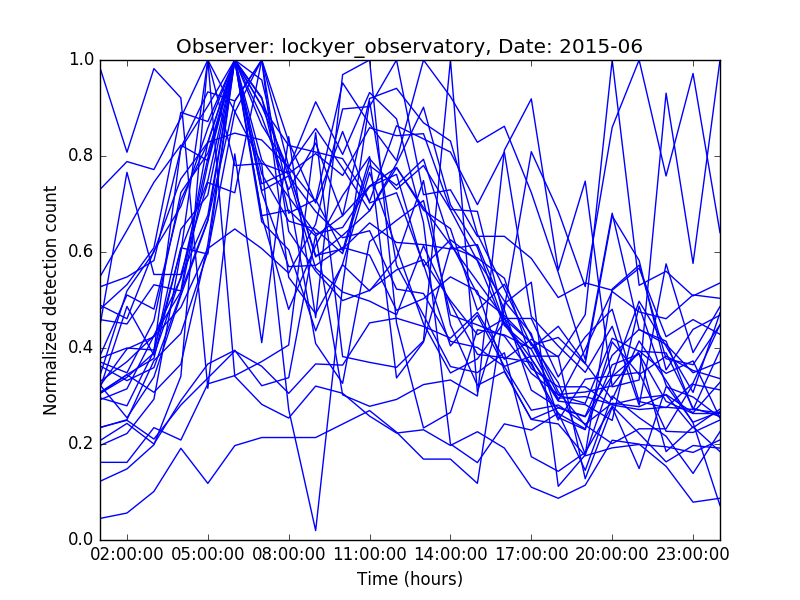 Observer: lockyer_observatory, Date: 2015-06
1.0
0.8
0.6
0.4
0.2
0.0
Normalized detection count
02:00:00 05:00:00 08:00:00 11:00:00 14:00:00 17:00:00 20:00:00 23:00:00
Time (hours)